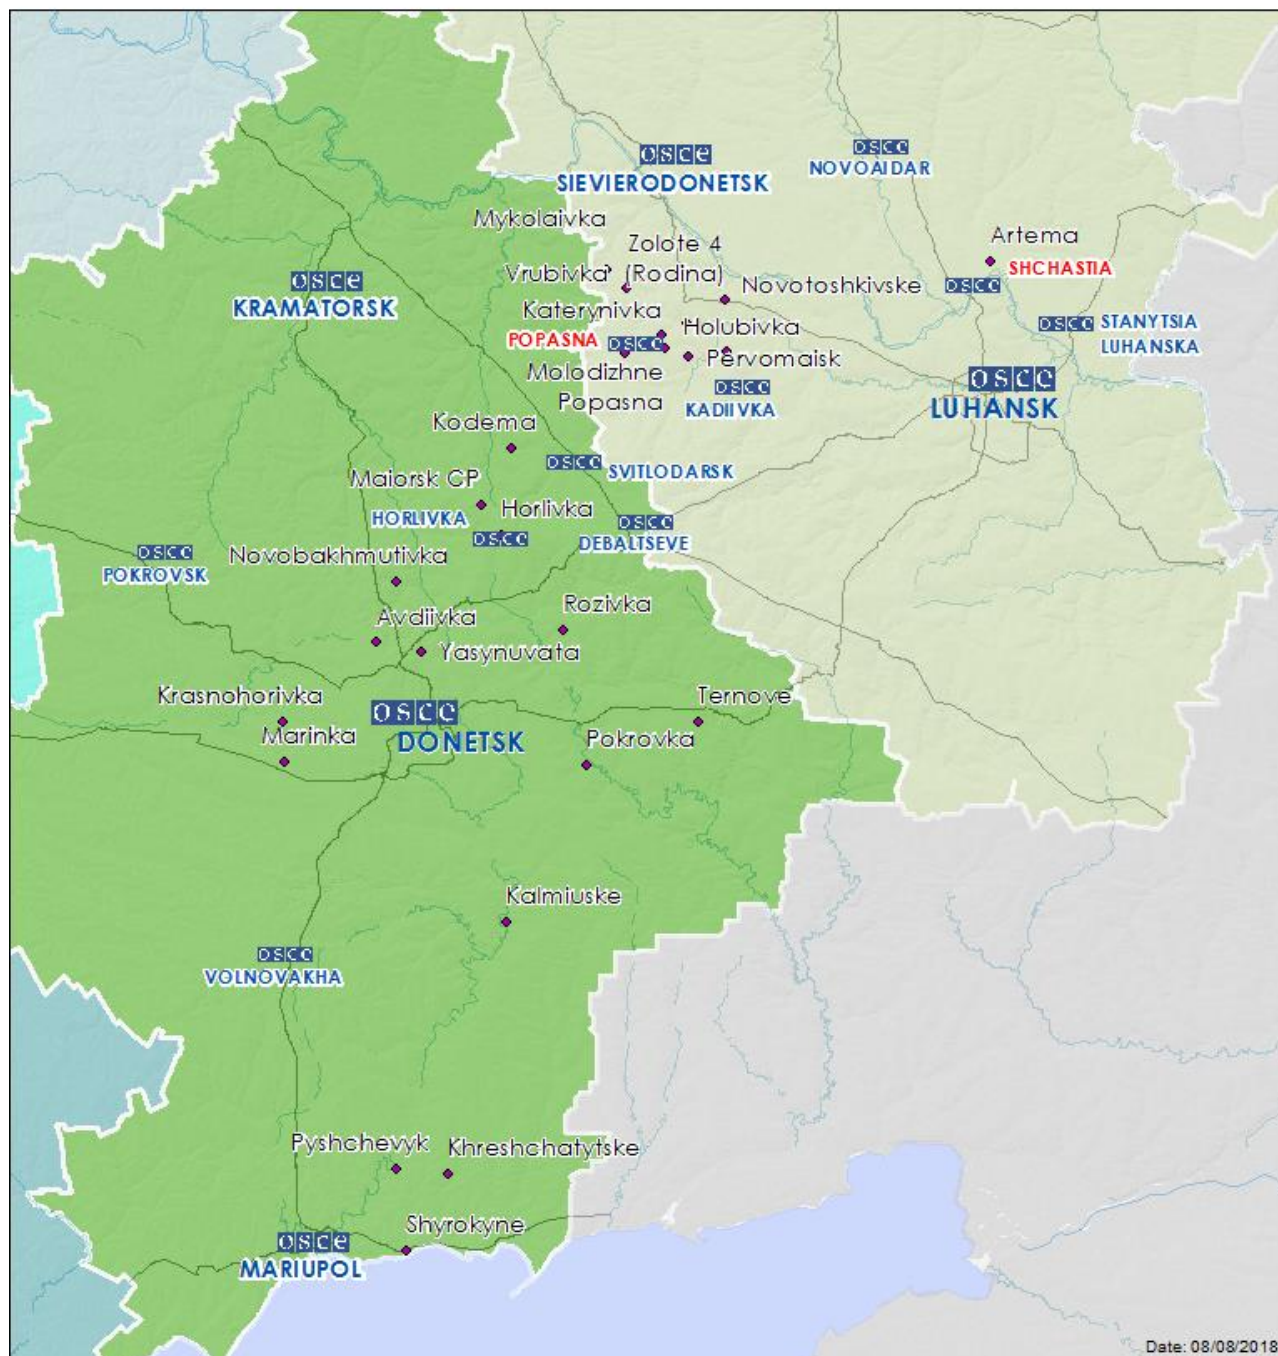 osce
SIEVIERODONETSK
osce
NOVOAIDAR
Mykolaivka
Zolote 4
(Rodina)
Vrubivka
Artema
SHCHASTIA
osce
osce
KRAMATORSK
Novotoshkivske
Katerynivka
Holubivka
osce
STANYTSIA
LUHANSKA
POPASNA
osce
Molodizhne
Pervomaisk
Popasna
osce
KADIIVKA
osce
LUHANSK
Kodema
osce
SVITLODARSK
Maiorsk CP
Horlivka
HORLIVKA
osce
osce
DEBALTSEVE
osce
POKROVSK
Novobakhmutivka
Avdiivka
Rozivka
Yasynuvata
Krasnohorivka
Ternove
osce
DONETSK
Marinka
Pokrovka
Kalmiuske
osce
VOLNOVAKHA
Pyshchevyk
Khreshchatytske
Shyrokyne
osce
MARIUPOL
Date: 08/08/2018